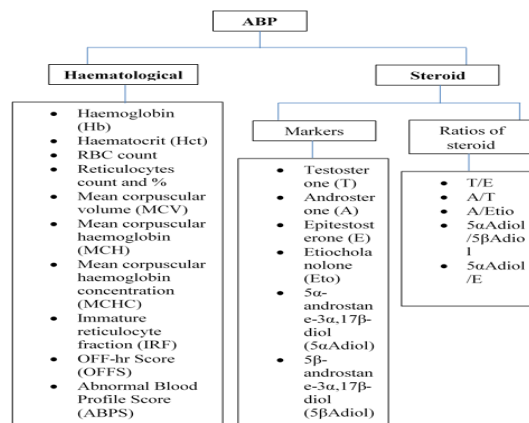 ABP
Haematological
Haemoglobin
(Hb)
Haematocrit (Hct)
RBC count
Reticulocytes
count and %
Mean corpuscular
volume (MCV)
Mean corpuscular
haemoglobin
(MCH)
Mean corpuscular
haemoglobin
concentration
(MCHC)
Immature
reticulocyte
fraction (IRF)
OFF-hr Score
(OFFS)
Abnormal Blood
Profile Score
(ABPS)
Steroid
Markers
Testoster
one (T)
Androster
one (A)
Epitestost
erone (E)
Etiochola
nolone
(Eto)
5α-
androstan
e-3α,17β-
diol
(5αAdiol)
5β-
androstan
e-3α,17β-
diol
(5βAdiol)
Ratios of
steroid
T/E
A/T
A/Etio
5αAdiol
/5βAdio
l
5αAdiol
/E